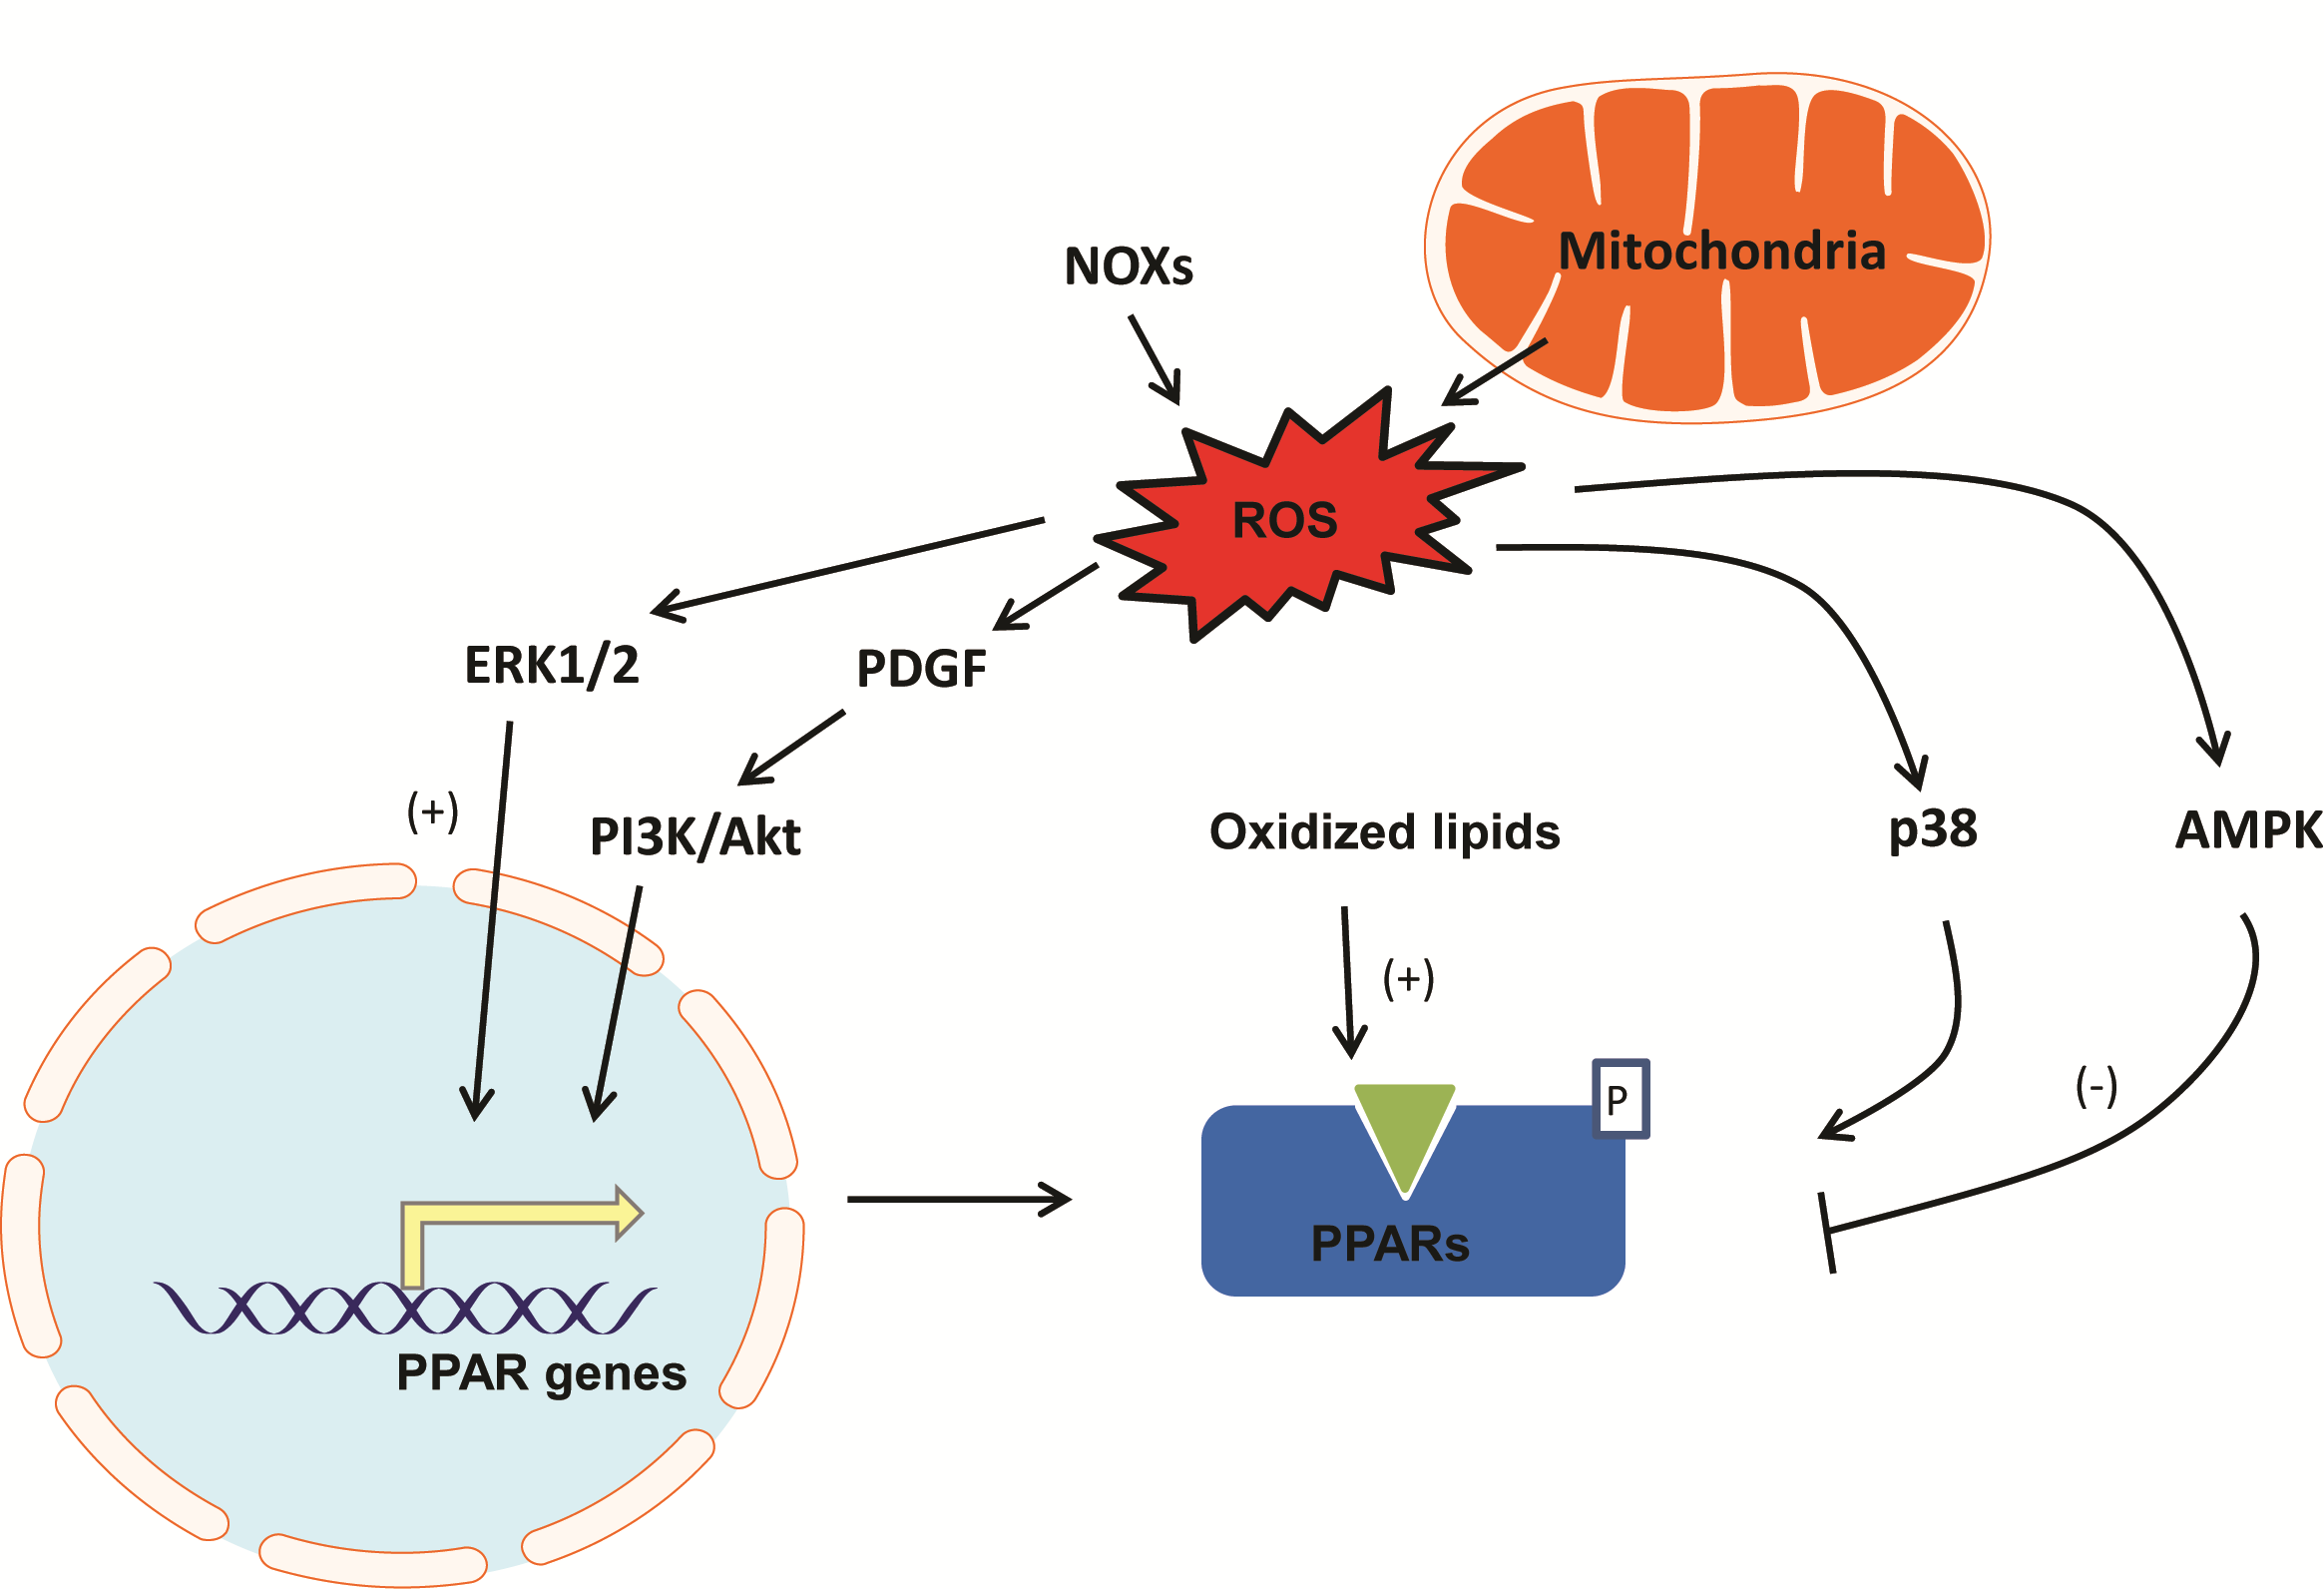 Mitochondria
NOXs
ROS
ERK1/2
PDGF
(+)
PI3K/Akt
Oxidized lipids
p38
AMPK
(+)
(-)
P
PPARs
PPAR genes